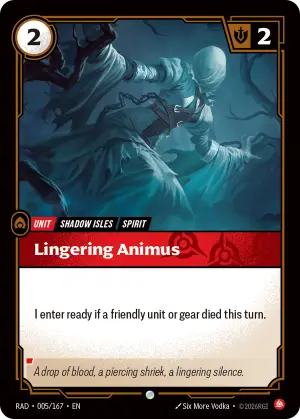 2
2
UNIT SHADOW ISLES SPIRIT
Lingering Animus
I enter ready if a friendly unit or gear died this turn.
A drop of blood, a piercing shriek, a lingering silence.
RAD • 005/167 • EN Six More Vodka • ©2026RGI